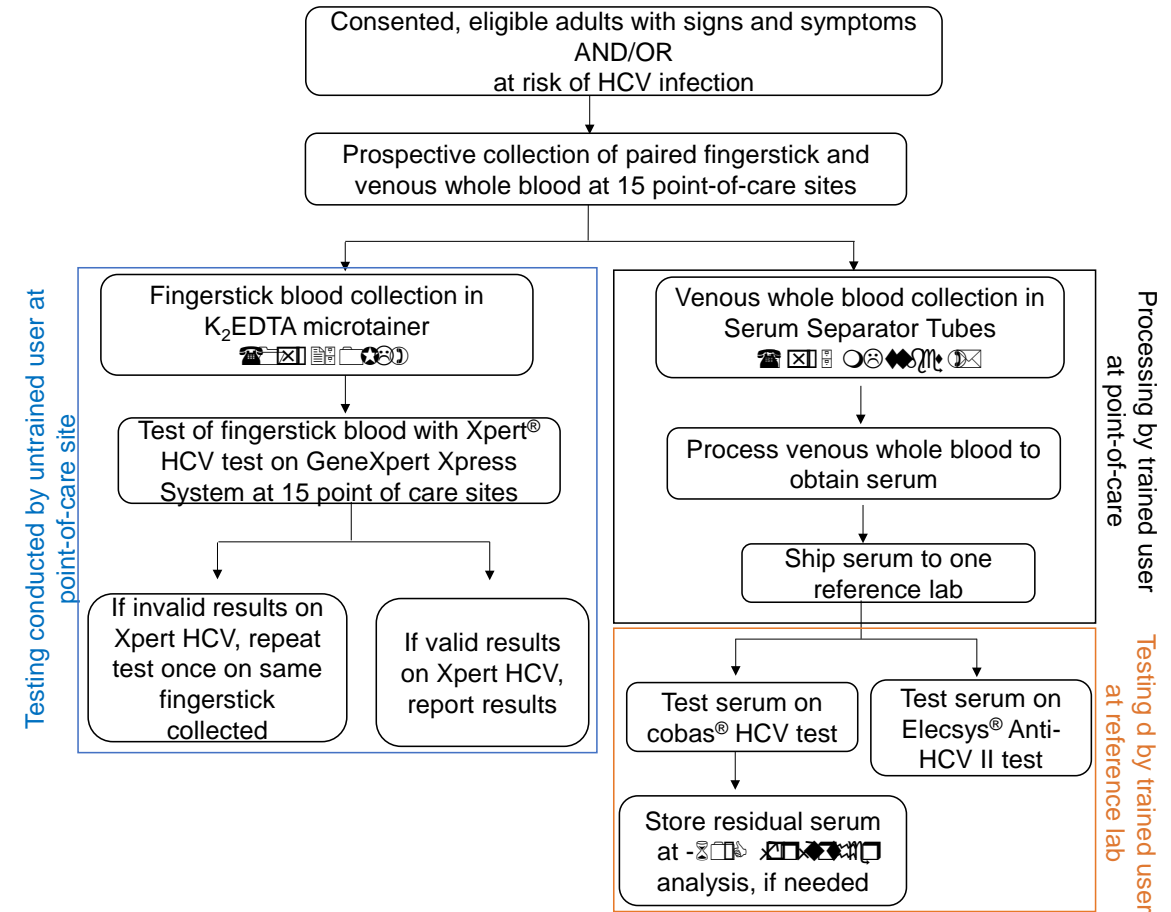 Consented, eligible adults with signs and symptoms
AND/OR
at risk of HCV infection
Prospective collection of paired fingerstick and
venous whole blood at 15 point-of-care sites
Testing conducted by untrained user at
point-of-care site
Fingerstick blood collection in
K₂EDTA microtainer
Test of fingerstick blood with Xpert®
HCV test on GeneXpert Xpress
System at 15 point of care sites
If invalid results on
Xpert HCV, repeat
test once on same
fingerstick
collected
If valid results
on Xpert HCV,
report results
Venous whole blood collection in
Serum Separator Tubes
Process venous whole blood to
obtain serum
Ship serum to one
reference lab
Processing by trained user
at point-of-care
Test serum on
cobas® HCV test
Test serum on
Elecsys® Anti-
HCV II test
Store residual serum
at -
analysis, if needed
Testing d by trained user
at reference lab